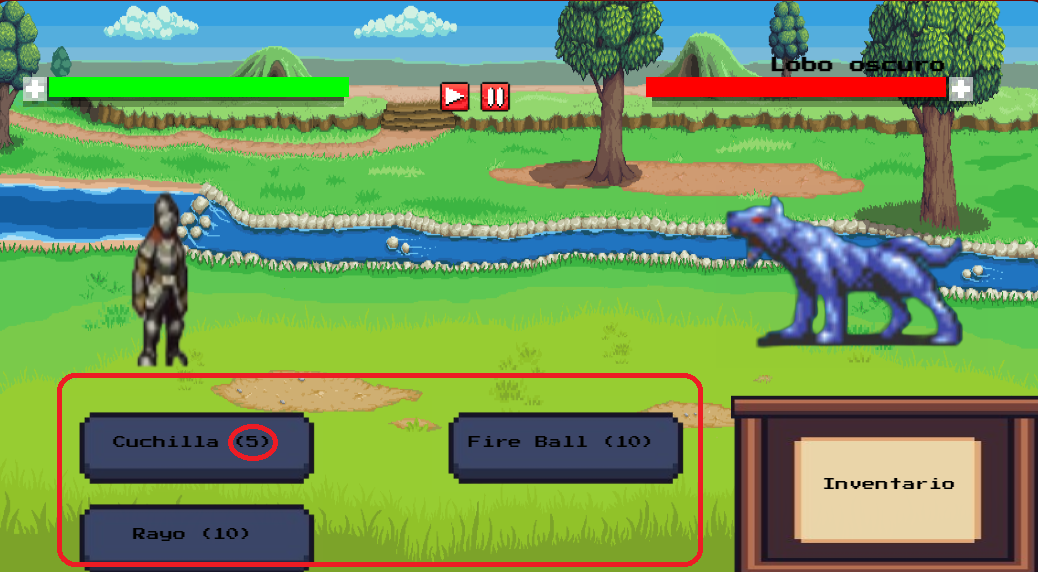 Lobo oscuro
Cuchilla (5)
Fire Ball (10)
Rayo (10)
Inventario